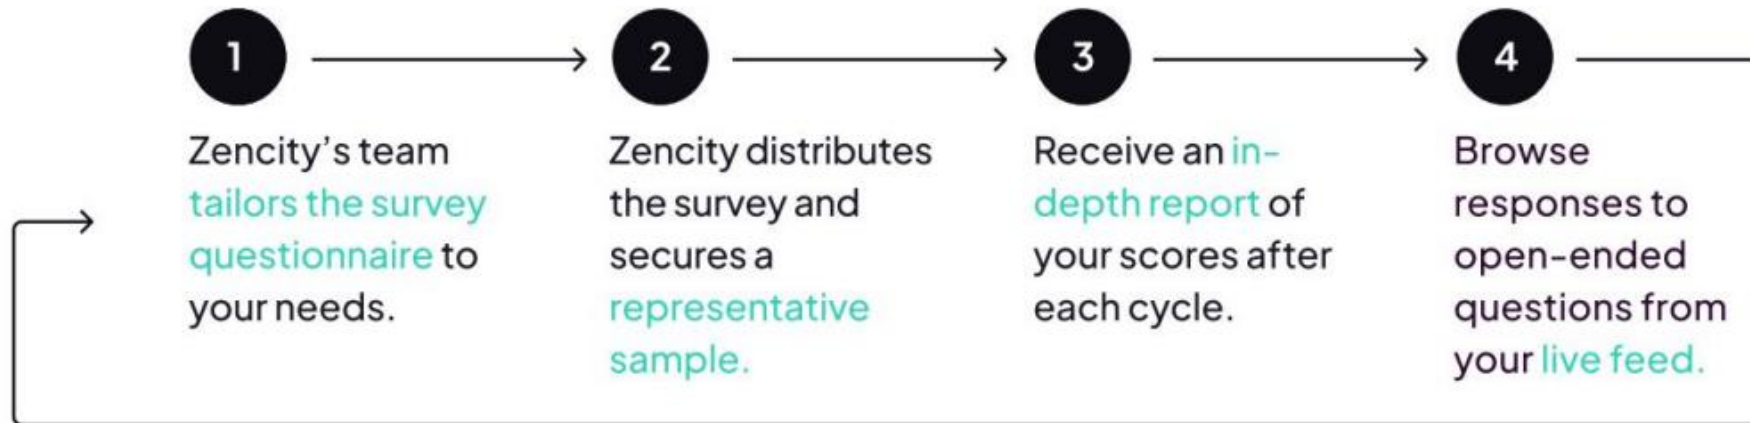 1
Zencity's team
tailors the survey
questionnaire to
your needs.
2
Zencity distributes
the survey and
secures a
representative
sample.
3
Receive an in-
depth report of
your scores after
each cycle.
4
Browse
responses to
open-ended
questions from
your live feed.